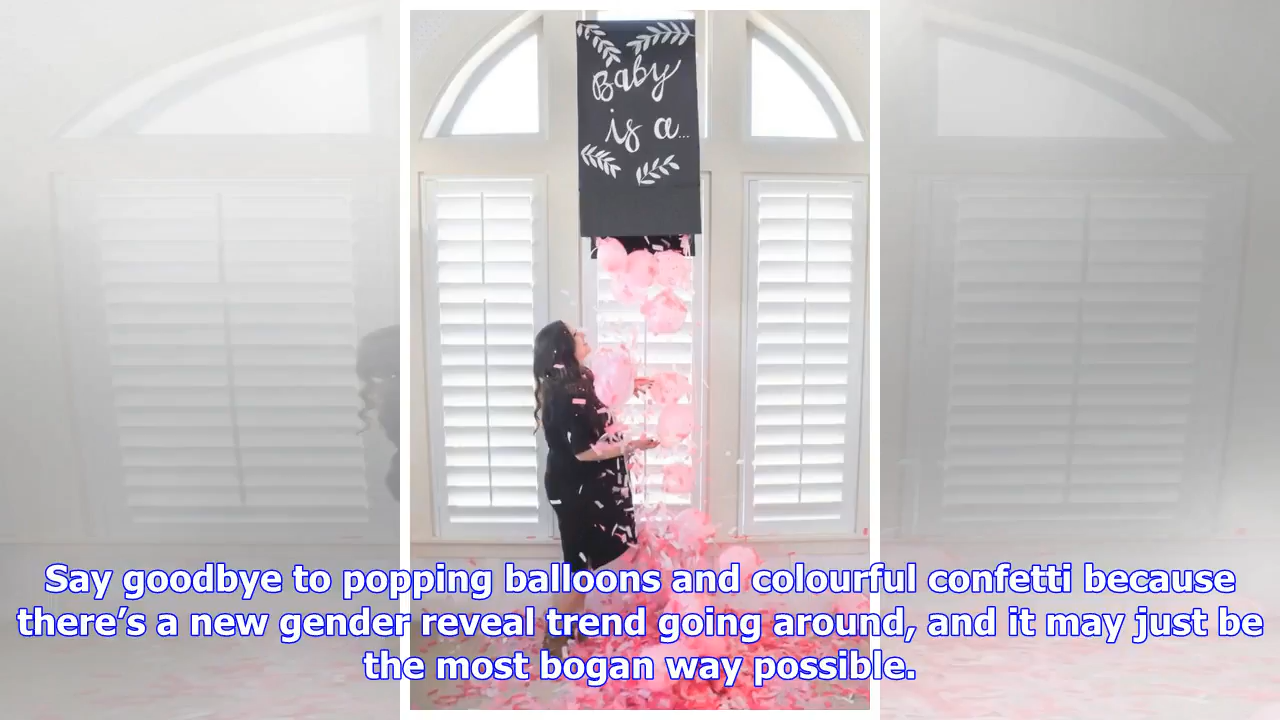 Baby
is a...
Say goodbye to popping balloons and colourful confetti because
there’s a new gender reveal trend going around, and it may just be
the most bogan way possible.